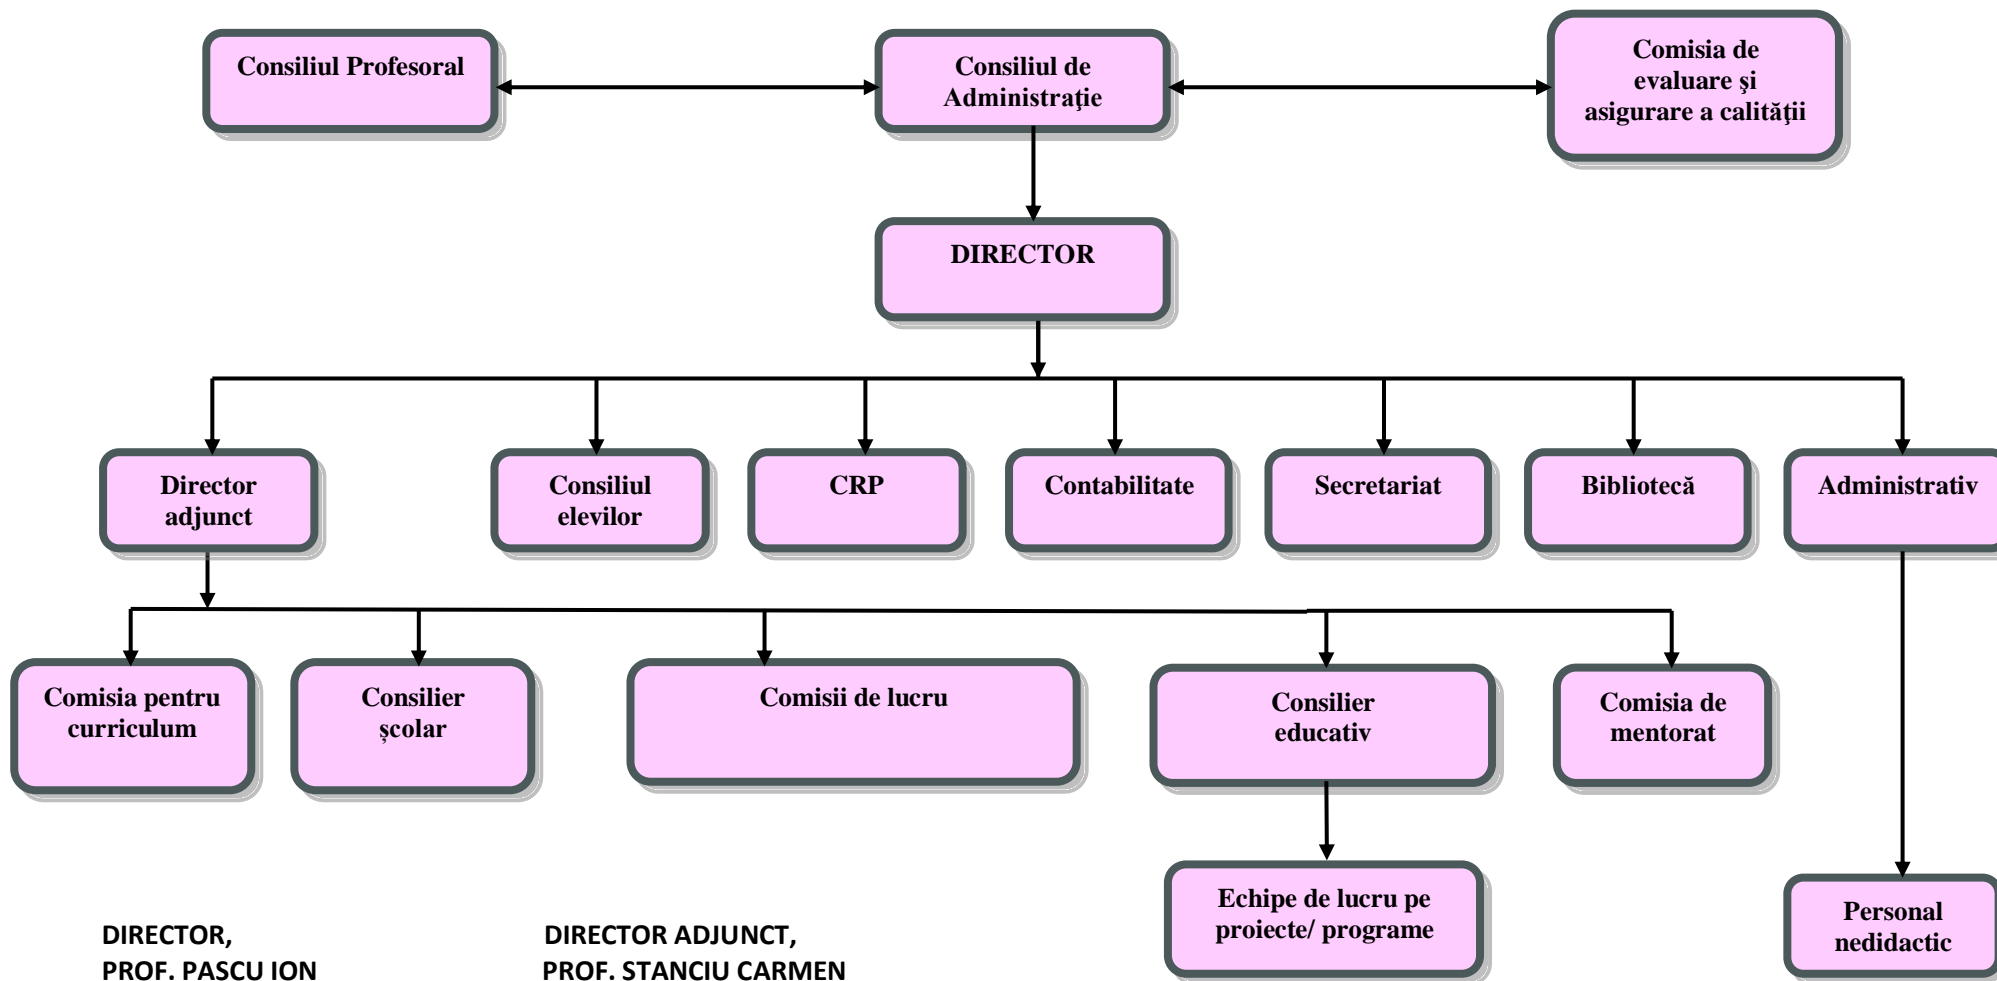 Consiliul Profesoral
Consiliul de
Administraţie
Comisia de
evaluare şi
asigurare a calităţii
DIRECTOR
Director
adjunct
Consiliul
elevilor
CRP
Contabilitate
Secretariat
Bibliotecă
Administrativ
Comisia pentru
curriculum
Consilier
școlar
Comisii de lucru
Consilier
educativ
Comisia de
mentorat
Echipe de lucru pe
proiecte/ programe
Personal
nedidactic
DIRECTOR,
PROF. PASCU ION
DIRECTOR ADJUNCT,
PROF. STANCIU CARMEN